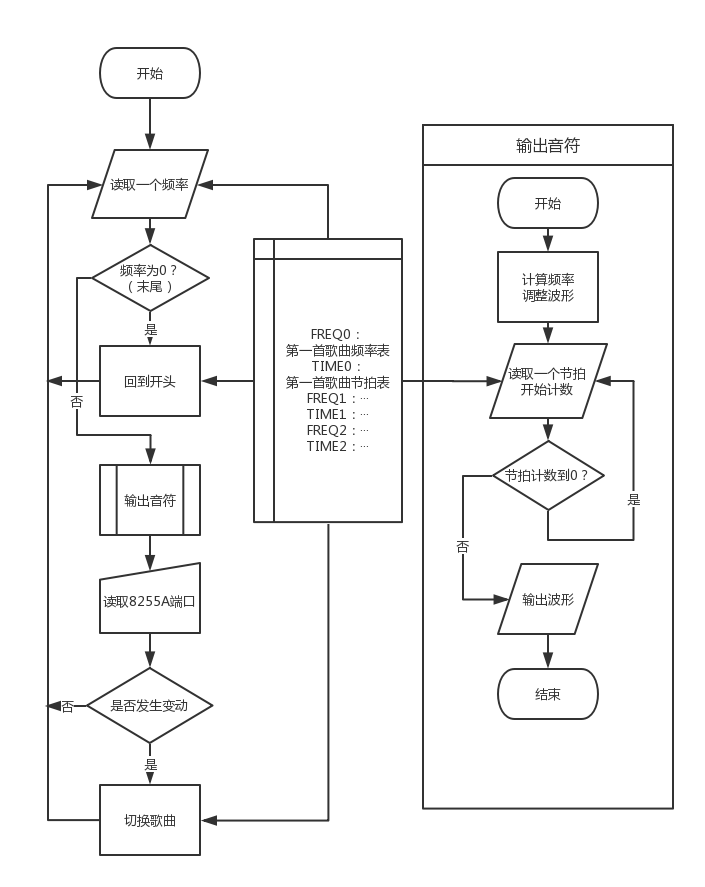 开始
读取一个频率
频率为0？
（末尾）
是
回到开头
否
输出音符
读取8255A端口
是否发生变动
否
是
切换歌曲
FREQ0：
第一首歌曲频率表
TIME0：
第一首歌曲节拍表
FREQ1：…
TIME1：…
FREQ2：…
TIME2：…
输出音符
开始
计算频率
调整波形
读取一个节拍
开始计数
节拍计数到0？
是
否
输出波形
结束